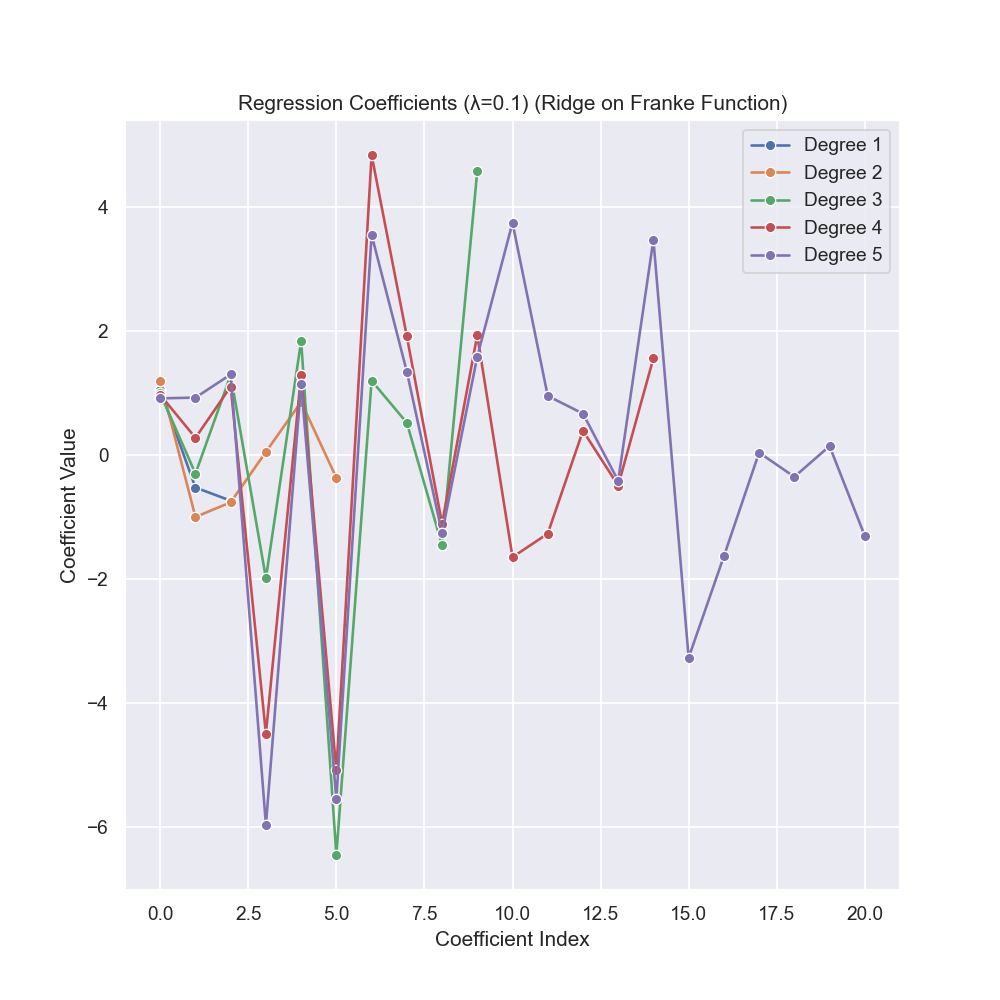 Regression Coefficients (λ=0.1) (Ridge on Franke Function)
Degree 1
Degree 2
Degree 3
Degree 4
Degree 5
4
2
0
−2
−4
−6
Coefficient Value
0.0 2.5 5.0 7.5 10.0 12.5 15.0 17.5 20.0
Coefficient Index